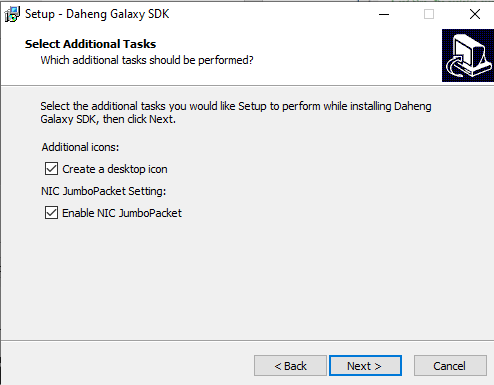 Setup - Daheng Galaxy SDK
Select Additional Tasks
Which additional tasks should be performed?
Select the additional tasks you would like Setup to perform while installing Daheng
Galaxy SDK, then click Next.
Additional icons:
Create a desktop icon
NIC JumboPacket Setting:
Enable NIC JumboPacket
< Back
Next >
Cancel